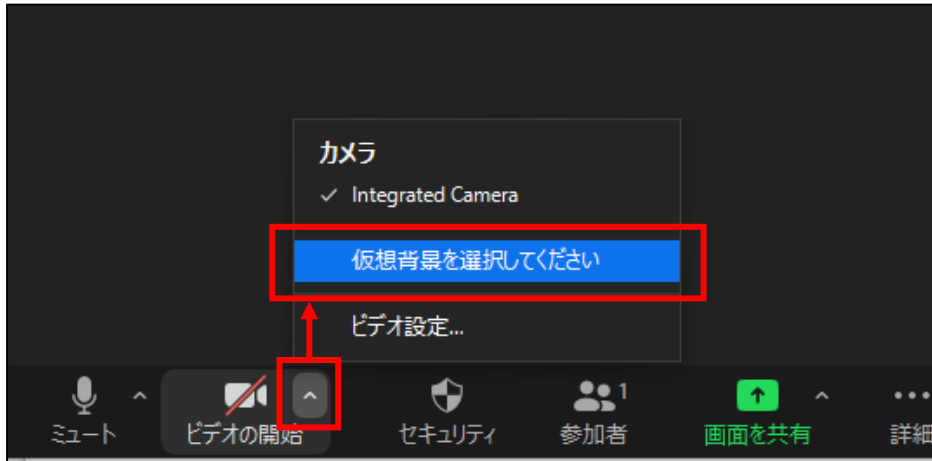 カメラ
Integrated Camera
仮想背景を選択してください
ビデオ設定...
ミュート
ビデオの開始
セキュリティ
参加者
1
画面を共有
詳細